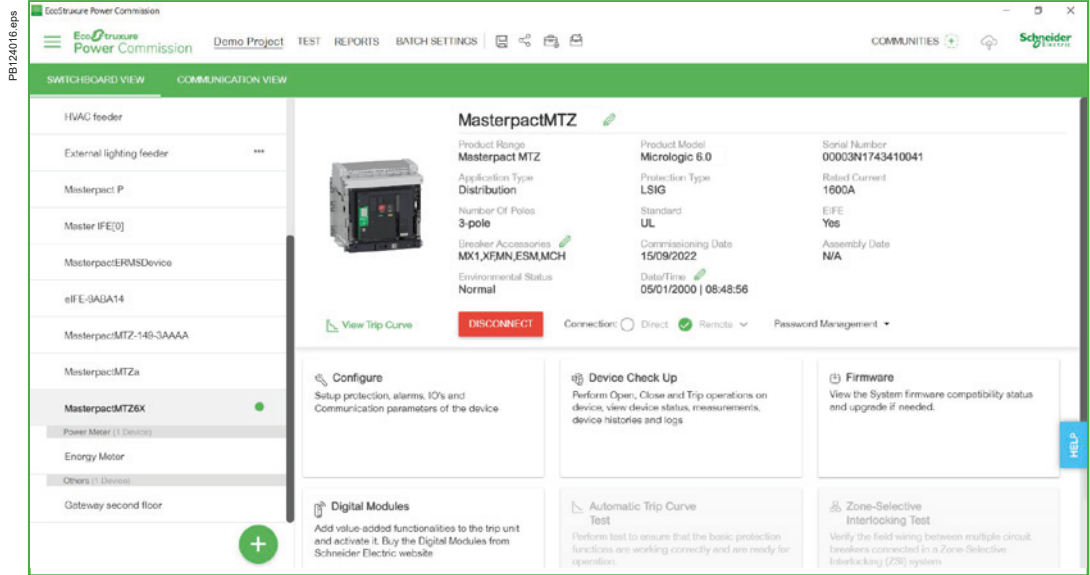 PB124016.eps
EcoStruxure Power Commission
EcoStruxure
Power Commission
Demo Project TEST REPORTS BATCH SETTINGS
COMMUNITIES
Schneider
Electric
SWITCHBOARD VIEW COMMUNICATION VIEW
HVAC feeder
External lighting feeder
Masterpact P
Master IFE[0]
MasterpactERMSDevice
eIFE-9ABA14
MasterpactMTZ-149-3AAAA
MasterpactMTZa
MasterpactMTZ6X
Power Meter (1 Device)
Energy Meter
Others (1 Device)
Gateway second floor
+
MasterpactMTZ
Product Range Product Model Serial Number
Masterpact MTZ Micrologic 6.0 00003N1743410041
Application Type Protection Type Rated Current
Distribution LSIG 1600A
Number Of Poles Standard EIFE
3-pole UL Yes
Breaker Accessories Commissioning Date Assembly Date
MX1,XF,MN,ESM,MCH 15/09/2022 N/A
Environmental Status Date/Time
Normal 05/01/2000 | 08:48:56
View Trip Curve DISCONNECT Connection: Direct Remote Password Management
Configure
Setup protection, alarms, IO's and
Communication parameters of the device
Device Check Up
Perform Open, Close and Trip operations on
device, view device status, measurements,
device histories and logs
Firmware
View the System firmware compatibility status
and upgrade if needed.
HELP
Digital Modules
Add value-added functionalities to the trip unit
and activate it. Buy the Digital Modules from
Schneider Electric website
Automatic Trip Curve
Test
Perform test to ensure that the basic protection
functions are working correctly and are ready for
operation.
Zone-Selective
Interlocking Test
Verify the field wiring between multiple circuit
breakers connected in a Zone-Selective
Interlocking (ZSI) system